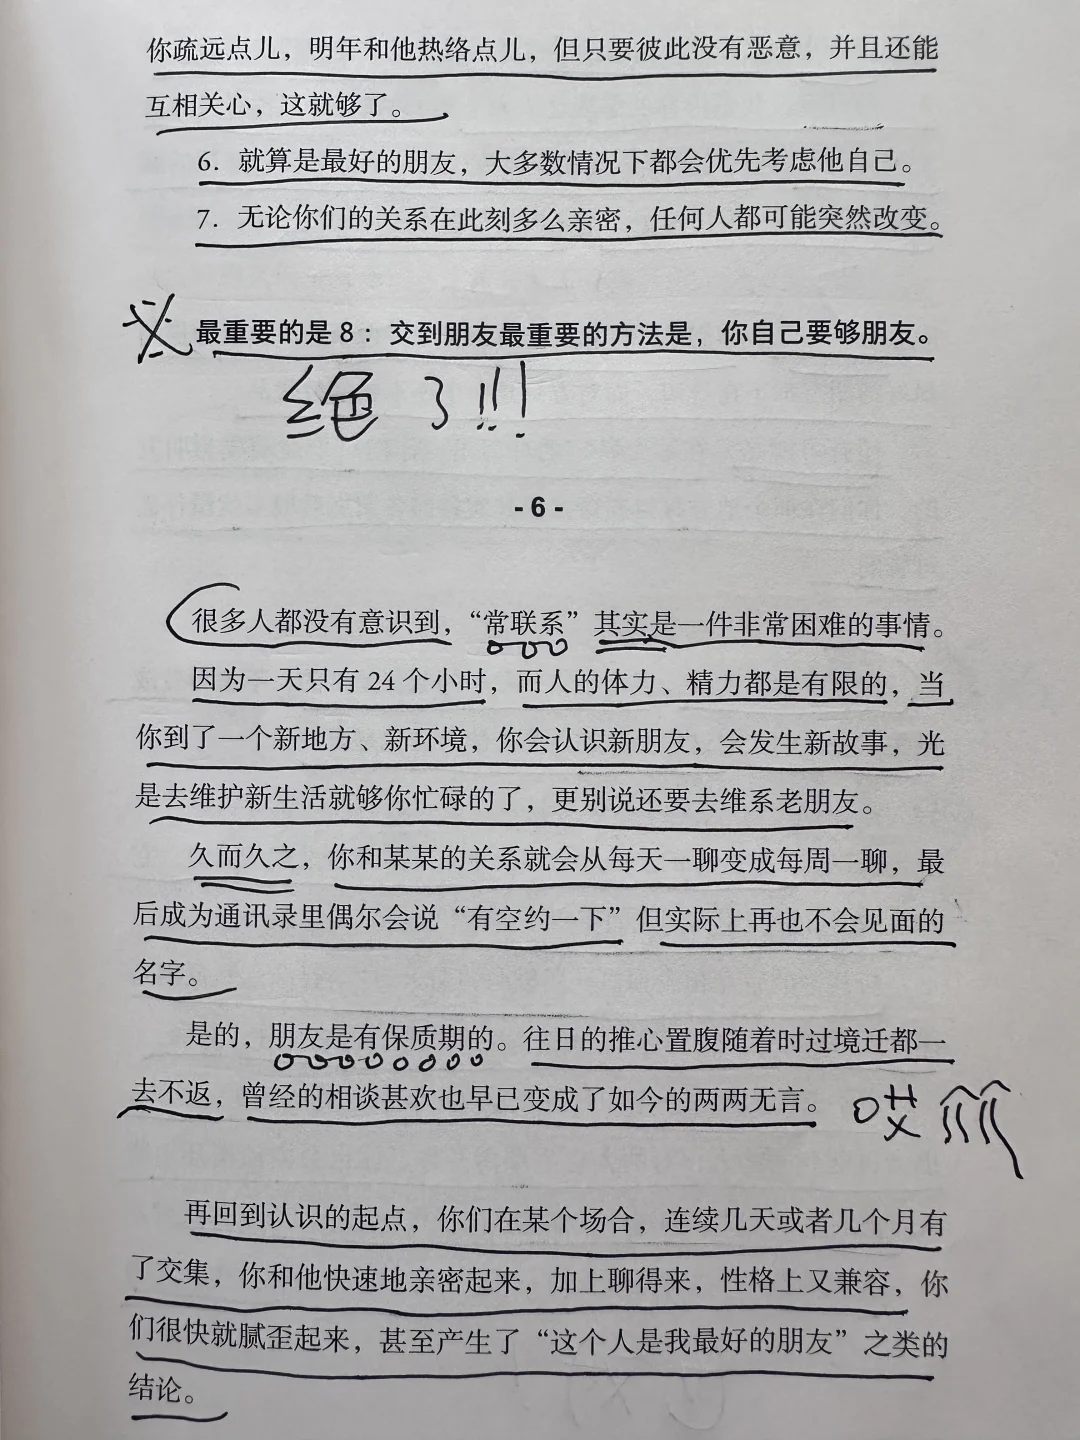 你疏远点儿，明年和他热络点儿，但只要彼此没有恶意，并且还能
互相关心，这就够了。
6. 就算是最好的朋友，大多数情况下都会优先考虑他自己。
7. 无论你们的关系在此刻多么亲密，任何人都可能突然改变。
最重要的是 8：交到朋友最重要的方法是，你自己要够朋友。
绝了!!!
- 6 -
很多人都没有意识到，“常联系”其实是一件非常困难的事情。
因为一天只有 24 个小时，而人的体力、精力都是有限的，当
你到了一个新地方、新环境，你会认识新朋友，会发生新故事，光
是去维护新生活就够你忙碌的了，更别说还要去维系老朋友。
久而久之，你和某某的关系就会从每天一聊变成每周一聊，最
后成为通讯录里偶尔会说“有空约一下”但实际上再也不会见面的
名字。
是的，朋友是有保质期的。往日的推心置腹随着时过境迁都一
去不返，曾经的相谈甚欢也早已变成了如今的两两无言。
哎
再回到认识的起点，你们在某个场合，连续几天或者几个月有
了交集，你和他快速地亲密起来，加上聊得来，性格上又兼容，你
们很快就腻歪起来，甚至产生了“这个人是我最好的朋友”之类的
结论。